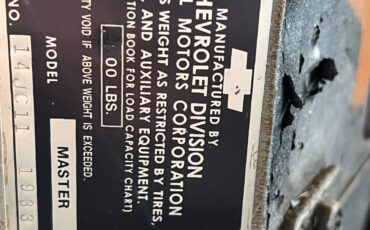 MANUFACTURED BY
HEVROLET DIVISION
L MOTORS CORPORATION
S WEIGHT AS RESTRICTED BY TIRES,
, AND AUXILIARY EQUIPMENT.
TION BOOK FOR LOAD CAPACITY CHART)
00 LBS.
TY VOID IF ABOVE WEIGHT IS EXCEEDED.
MODEL MASTER
NO.